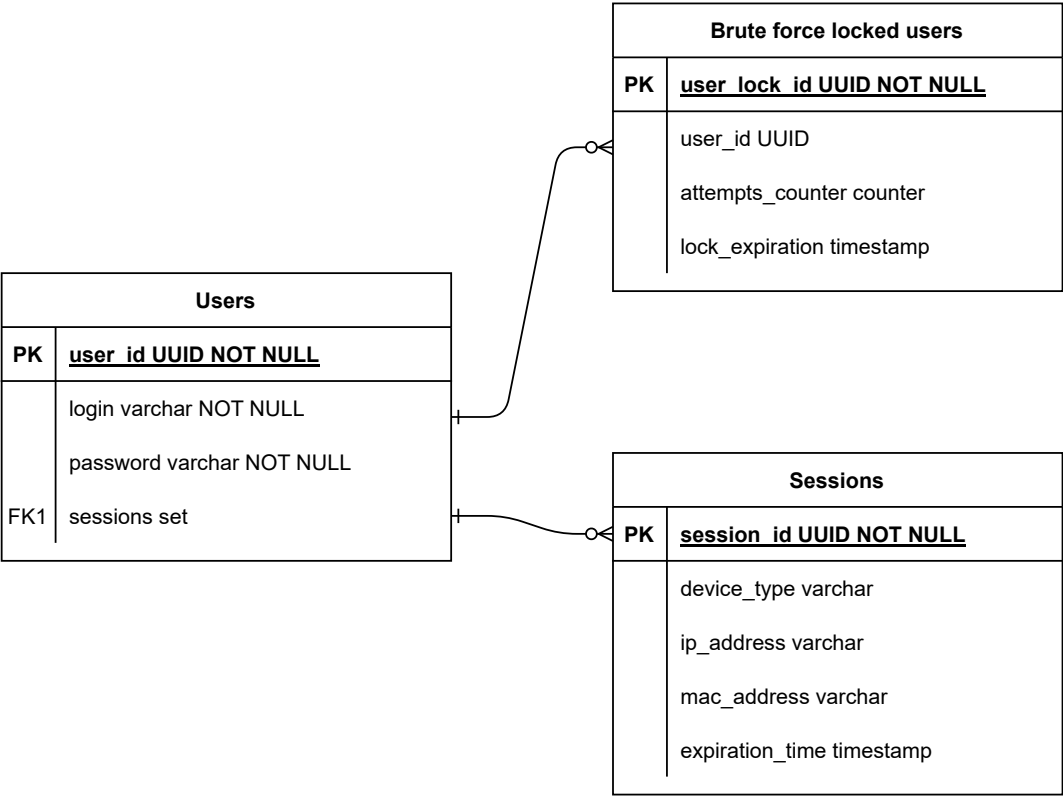 Brute force locked users
PK user_lock_id UUID NOT NULL
user_id UUID
attempts_counter counter
lock_expiration timestamp
Users
PK user_id UUID NOT NULL
login varchar NOT NULL
password varchar NOT NULL
FK1 sessions set
Sessions
PK session_id UUID NOT NULL
device_type varchar
ip_address varchar
mac_address varchar
expiration_time timestamp